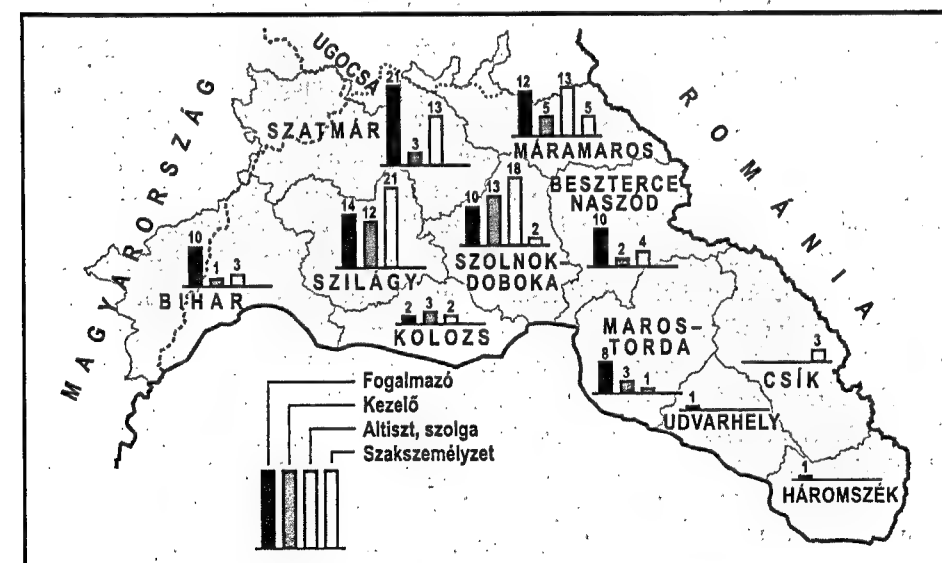 UGOCSA
MAGYARORSZÁG
ROMÁNIA
21
3
13
SZATMÁR
12
5
13
5
MÁRAMAROS
BESZTERCE
NASZÓD
10
2
4
14
12
21
SZILÁGY
10
13
18
2
SZOLNOK-
DOBOKA
10
1
3
BIHAR
2
3
2
KOLOZS
MAROS–
TORDA
8
3
1
3
CSÍK
1
UDVARHELY
1
HÁROMSZÉK
Fogalmazó
Kezelő
Altiszt, szolga
Szakszemélyzet